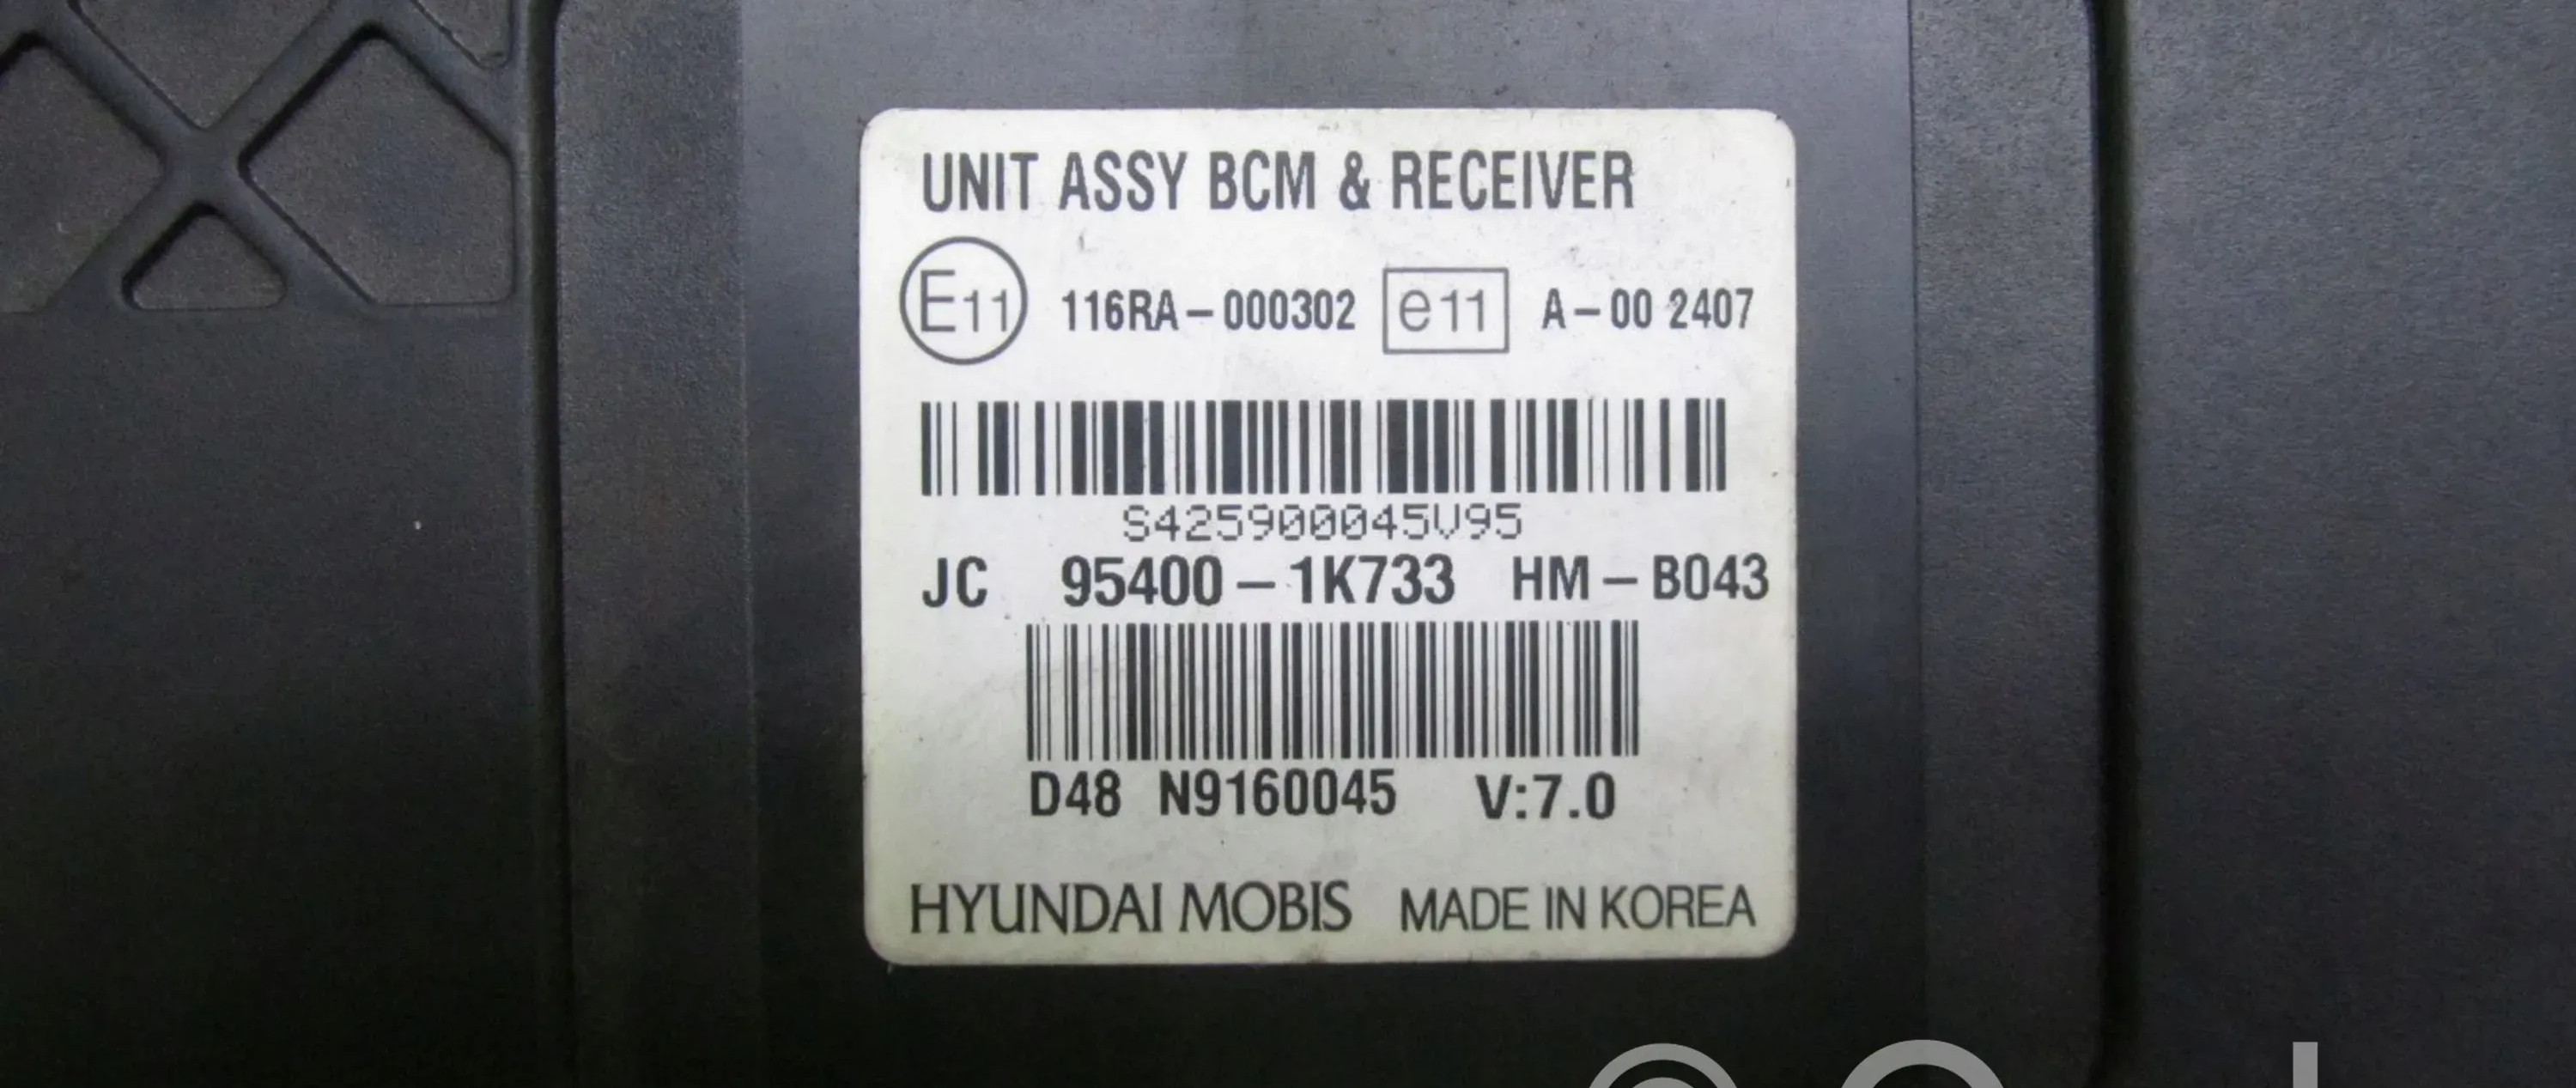 UNIT ASSY BCM & RECEIVER
E11 116RA-000302 e11 A-00 2407
S425900045V95
JC 95400-1K733 HM-B043
D48 N9160045 V:7.0
HYUNDAI MOBIS MADE IN KOREA